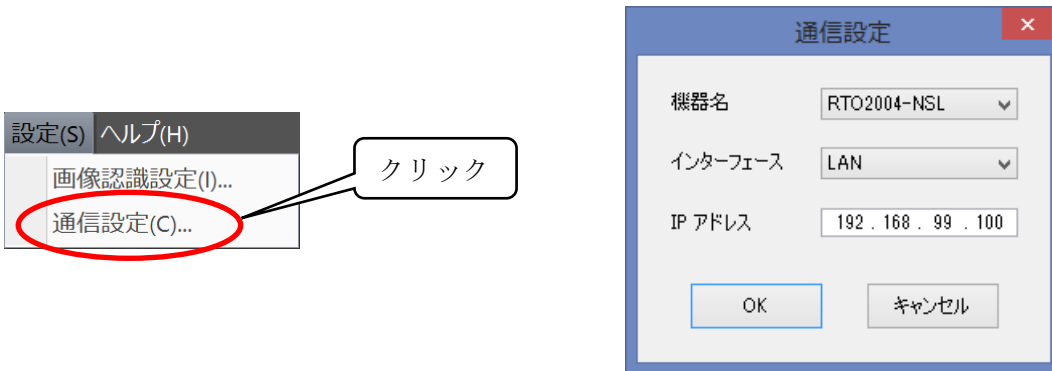 設定(S) ヘルプ(H)
画像認識設定(I)...
通信設定(C)...
クリック
通信設定
機器名 RTO2004-NSL
インターフェース LAN
IP アドレス 192 . 168 . 99 . 100
OK キャンセル